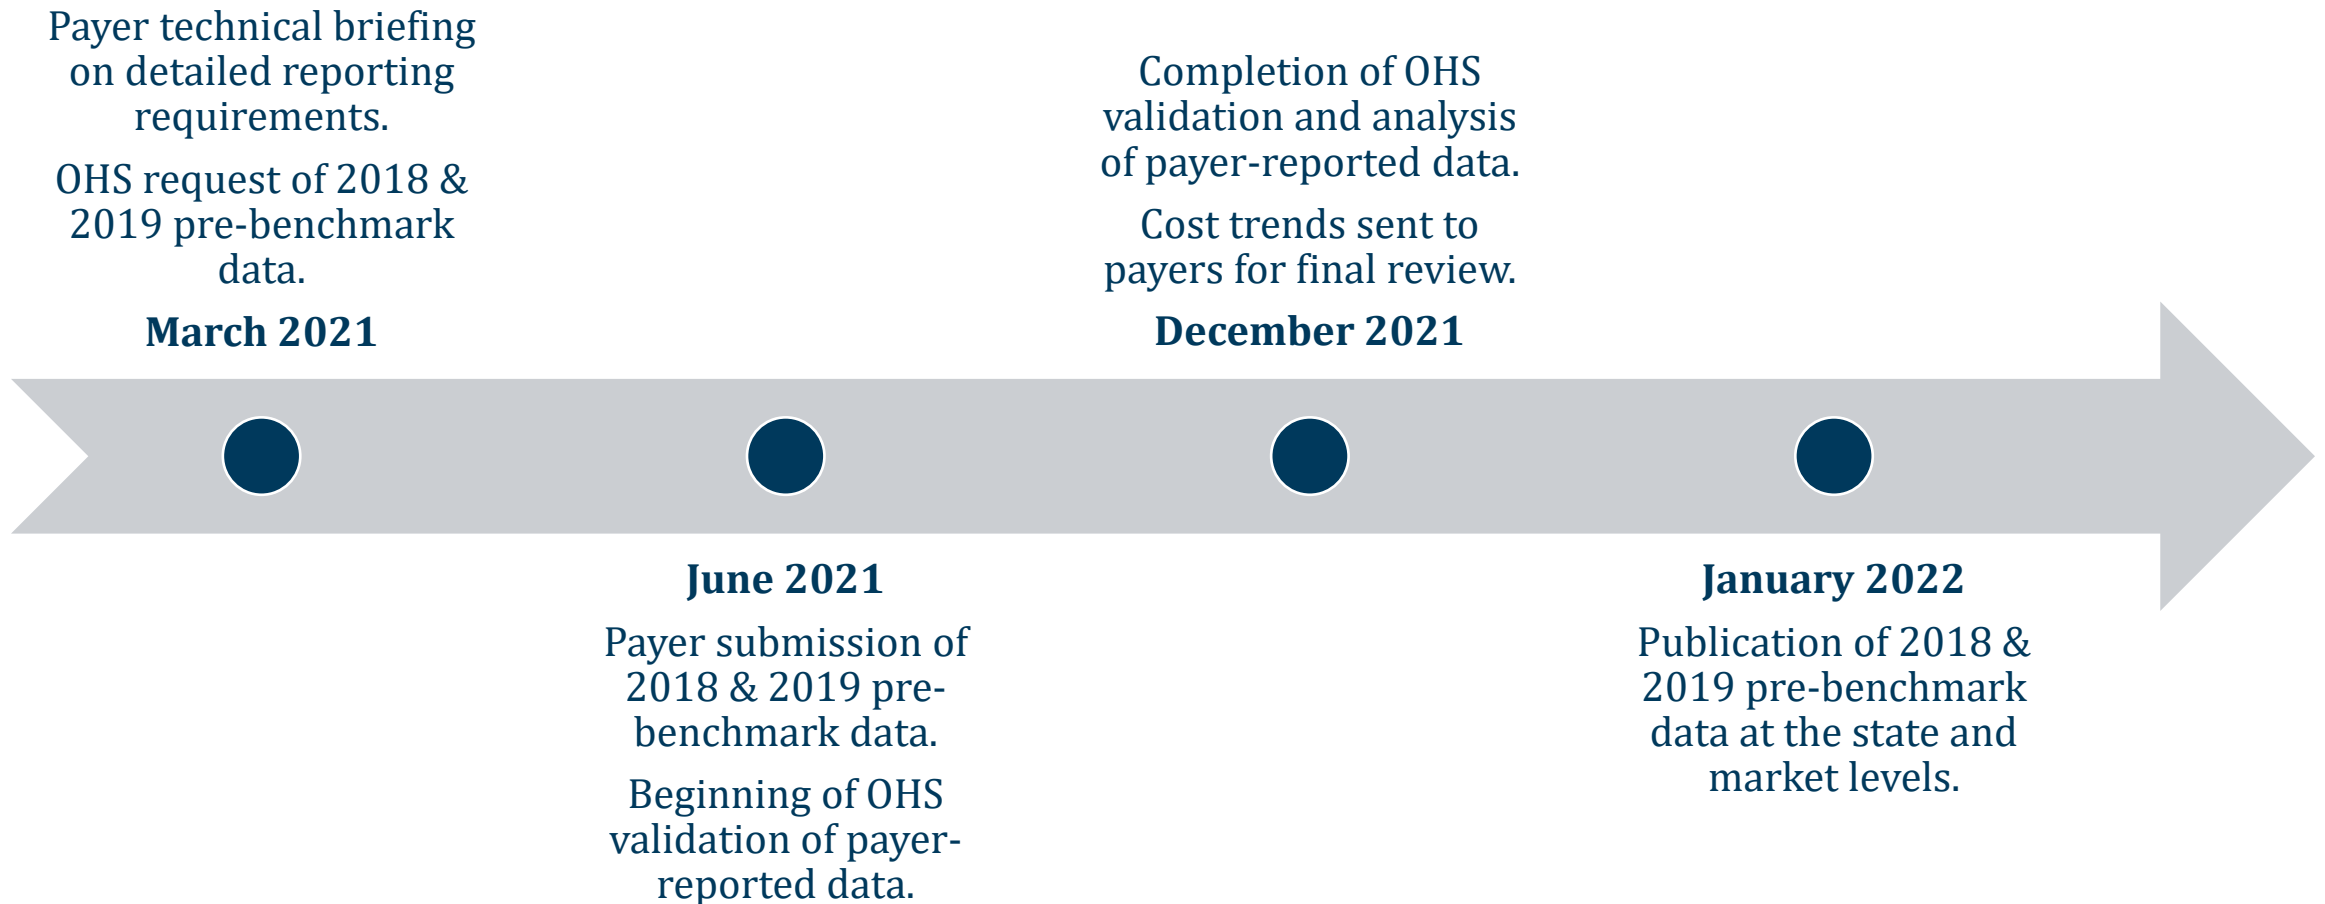 Payer technical briefing
on detailed reporting
requirements.
OHS request of 2018 &
2019 pre-benchmark
data.
March 2021
June 2021
Payer submission of
2018 & 2019 pre-
benchmark data.
Beginning of OHS
validation of payer-
reported data.
Completion of OHS
validation and analysis
of payer-reported data.
Cost trends sent to
payers for final review.
December 2021
January 2022
Publication of 2018 &
2019 pre-benchmark
data at the state and
market levels.